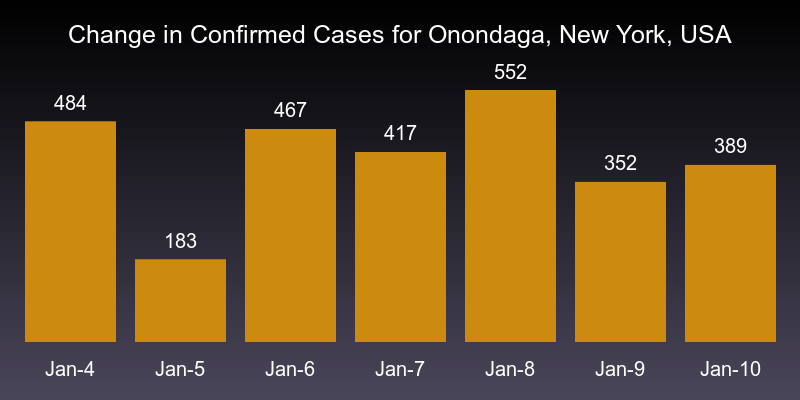 Change in Confirmed Cases for Onondaga, New York, USA
484
183
467
417
552
352
389
Jan-4
Jan-5
Jan-6
Jan-7
Jan-8
Jan-9
Jan-10